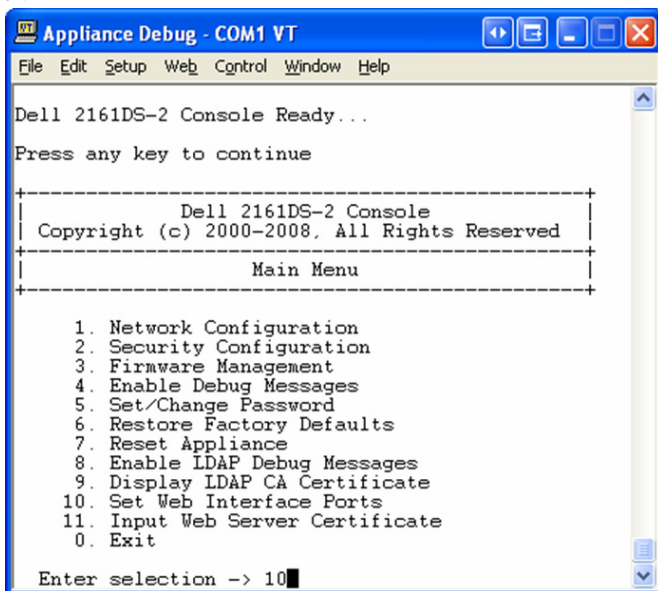 Appliance Debug - COM1 VT
File Edit Setup Web Control Window Help
Dell 2161DS-2 Console Ready...
Press any key to continue
Dell 2161DS-2 Console
Copyright (c) 2000-2008, All Rights Reserved
Main Menu
1. Network Configuration
2. Security Configuration
3. Firmware Management
4. Enable Debug Messages
5. Set/Change Password
6. Restore Factory Defaults
7. Reset Appliance
8. Enable LDAP Debug Messages
9. Display LDAP CA Certificate
10. Set Web Interface Ports
11. Input Web Server Certificate
0. Exit
Enter selection -> 10